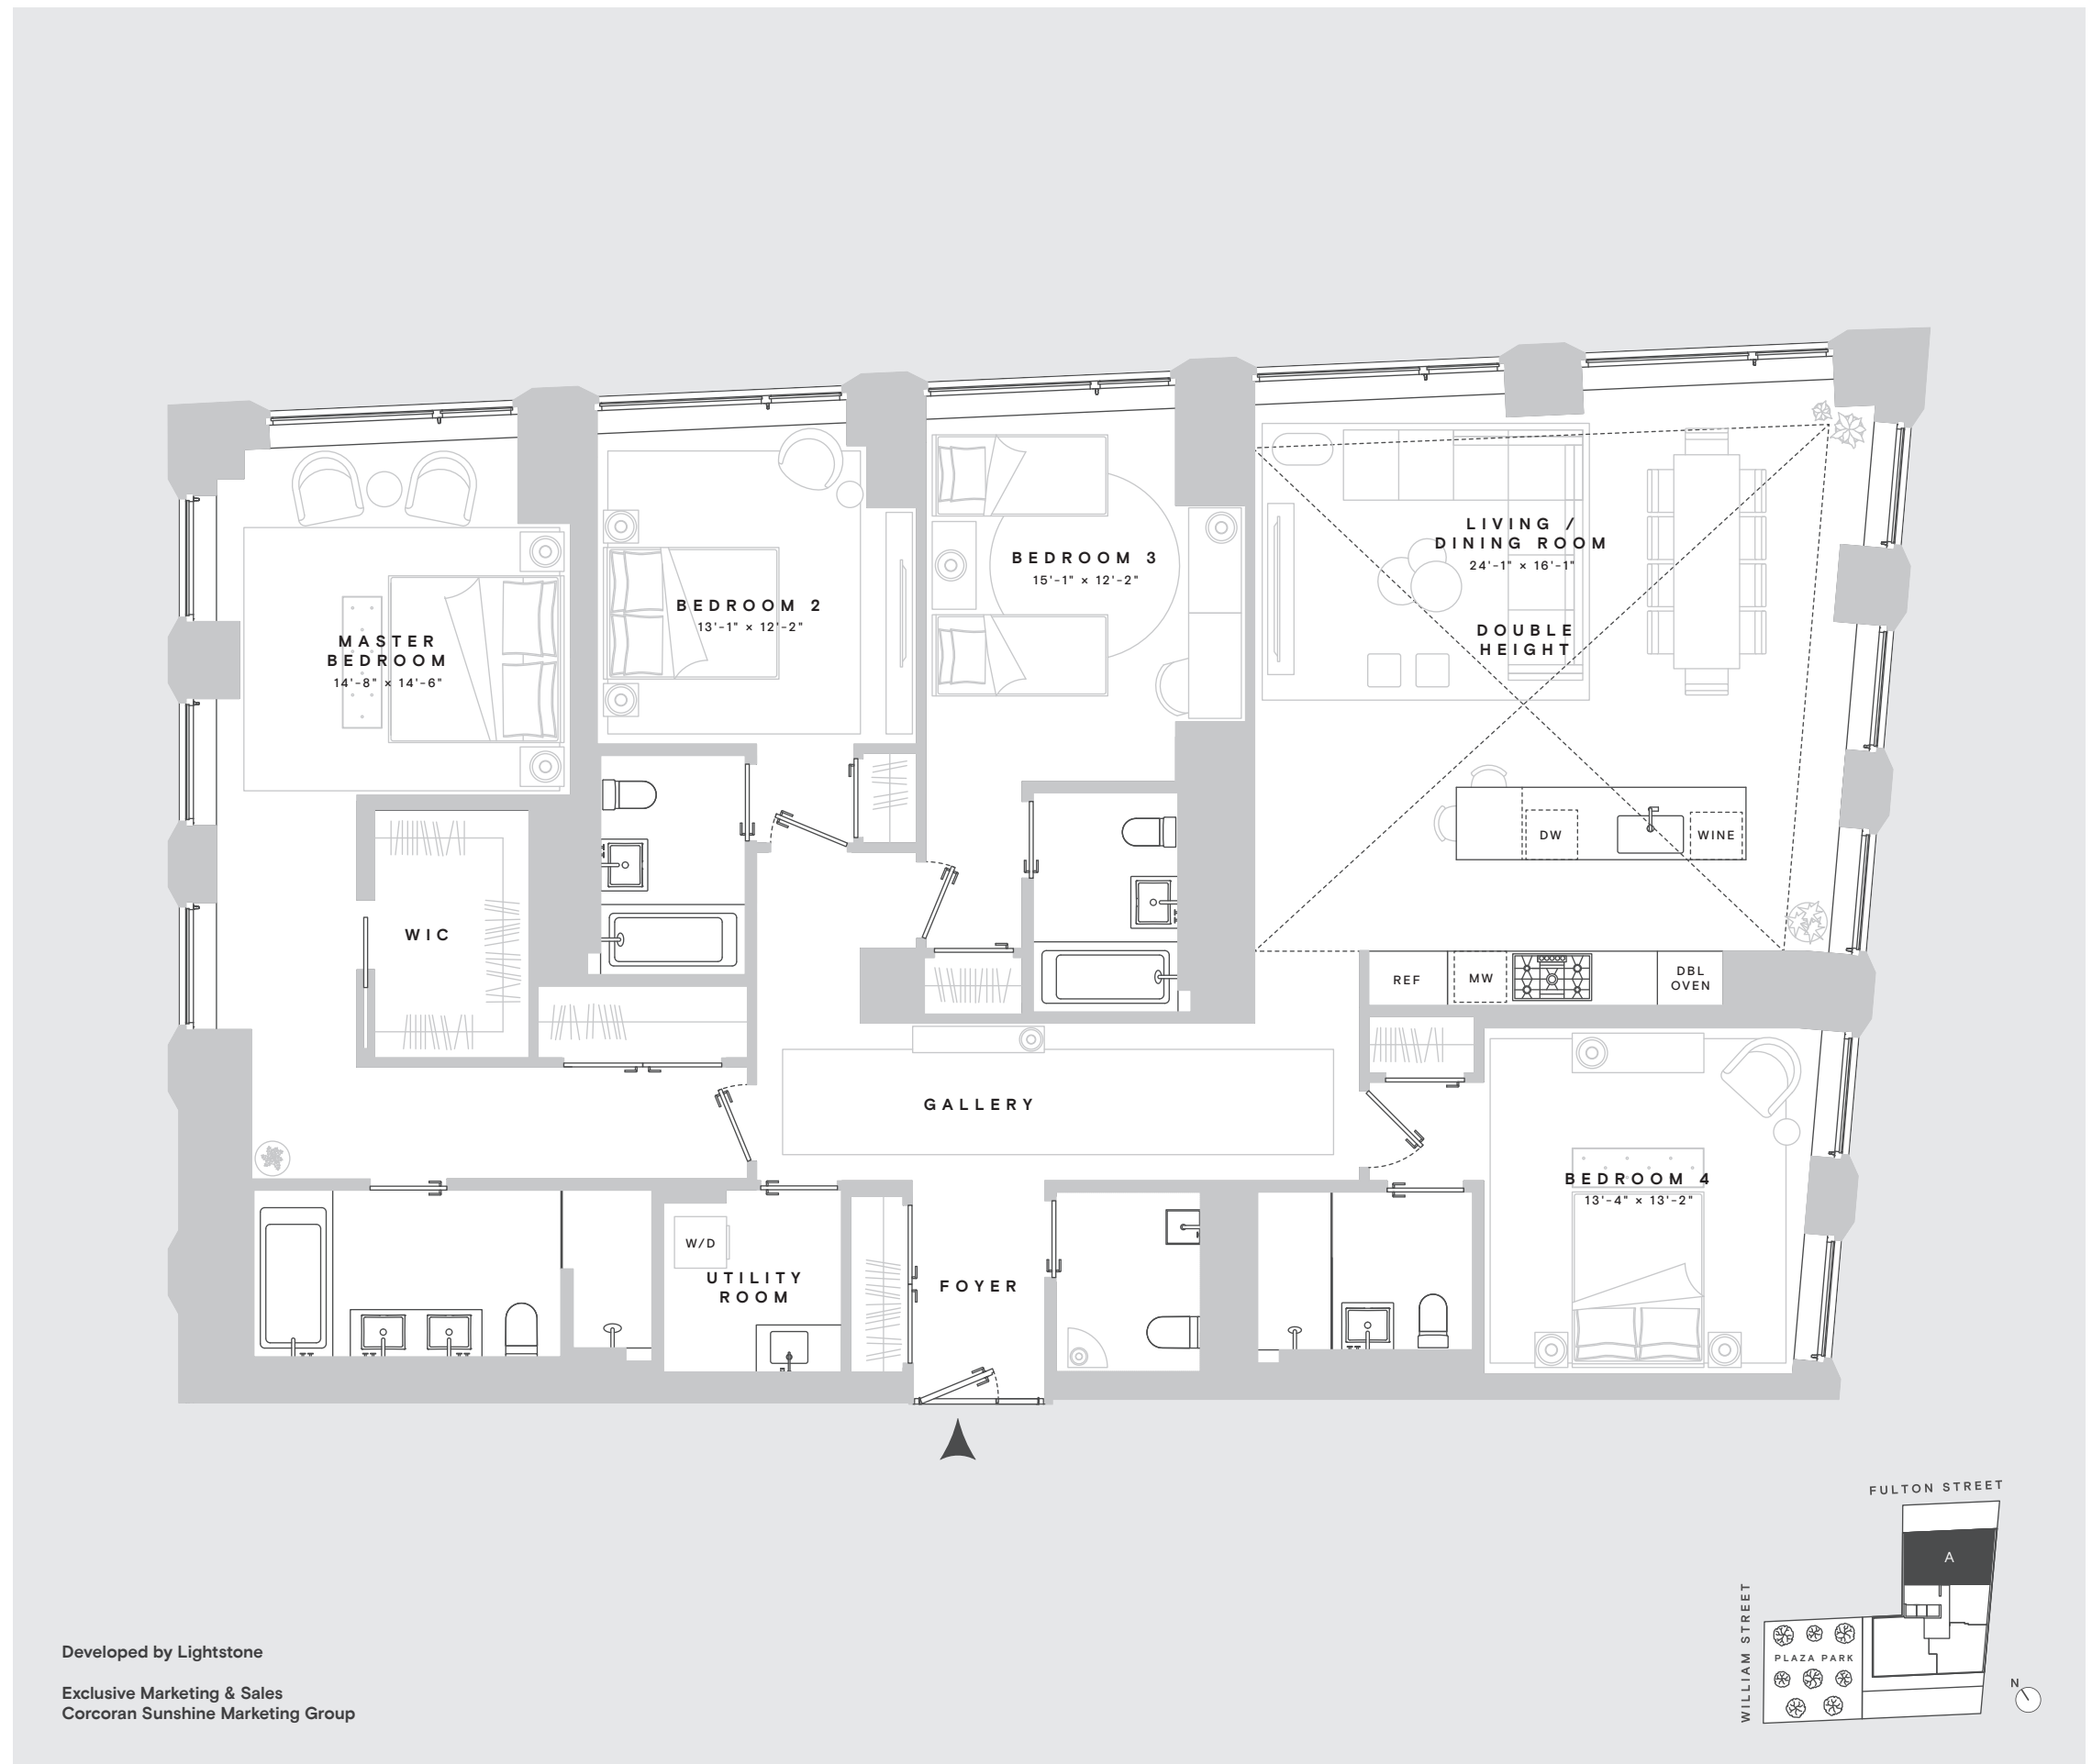 LIVING /
DINING ROOM
24'-1" × 16'-1"
DOUBLE
HEIGHT
BEDROOM 3
15'-1" × 12'-2"
BEDROOM 2
13'-1" × 12'-2"
MASTER
BEDROOM
14'-8" × 14'-6"
DW
WINE
WIC
REF
MW
DBL
OVEN
GALLERY
BEDROOM 4
13'-4" × 13'-2"
W/D
UTILITY
ROOM
FOYER
FULTON STREET
A
WILLIAM STREET
PLAZA PARK
N
Developed by Lightstone
Exclusive Marketing & Sales
Corcoran Sunshine Marketing Group